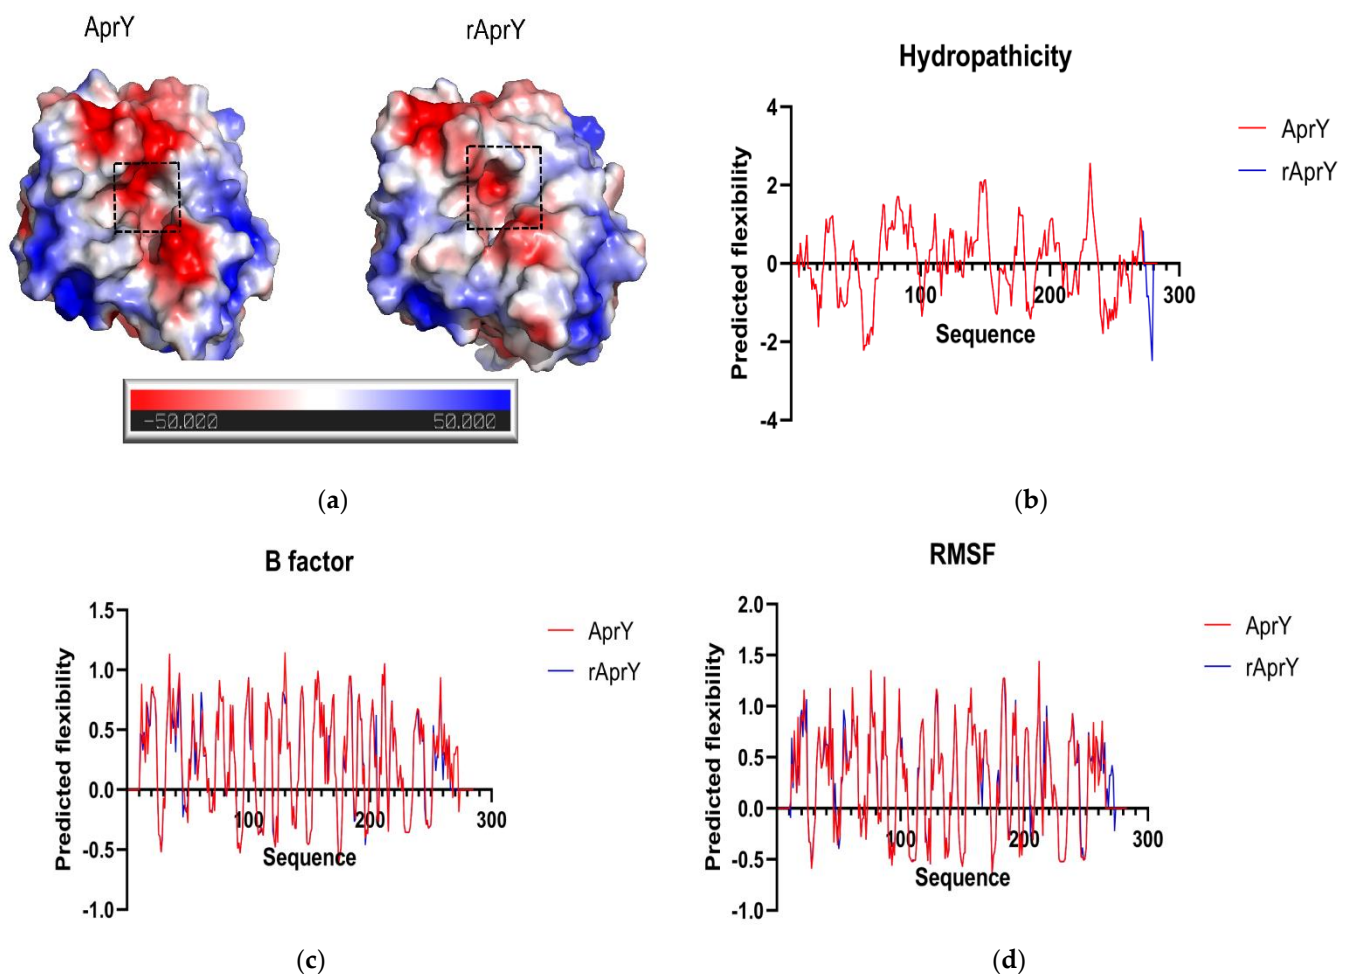 AprY
rAprY
-50.000
50.000
(a)
Hydropathicity
Predicted flexibility
4
2
0
-2
-4
100
200
300
Sequence
AprY
rAprY
(b)
B factor
Predicted flexibility
1.5
1.0
0.5
0.0
-0.5
-1.0
100
200
300
Sequence
AprY
rAprY
(c)
RMSF
Predicted flexibility
2.0
1.5
1.0
0.5
0.0
-0.5
-1.0
100
200
300
Sequence
AprY
rAprY
(d)